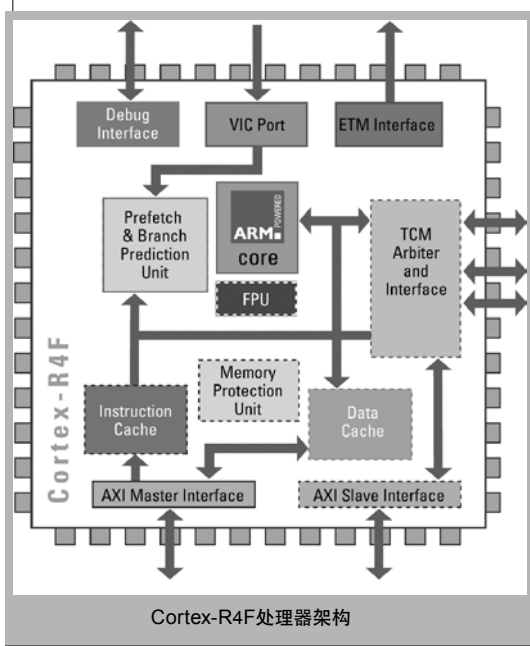 Debug
Interface
VIC Port
ETM Interface
Prefetch
& Branch
Prediction
Unit
ARM
POWERED
core
FPU
TCM
Arbiter
and
Interface
Memory
Protection
Unit
Instruction
Cache
Data
Cache
AXI Master Interface
AXI Slave Interface
Cortex-R4F
Cortex-R4F处理器架构